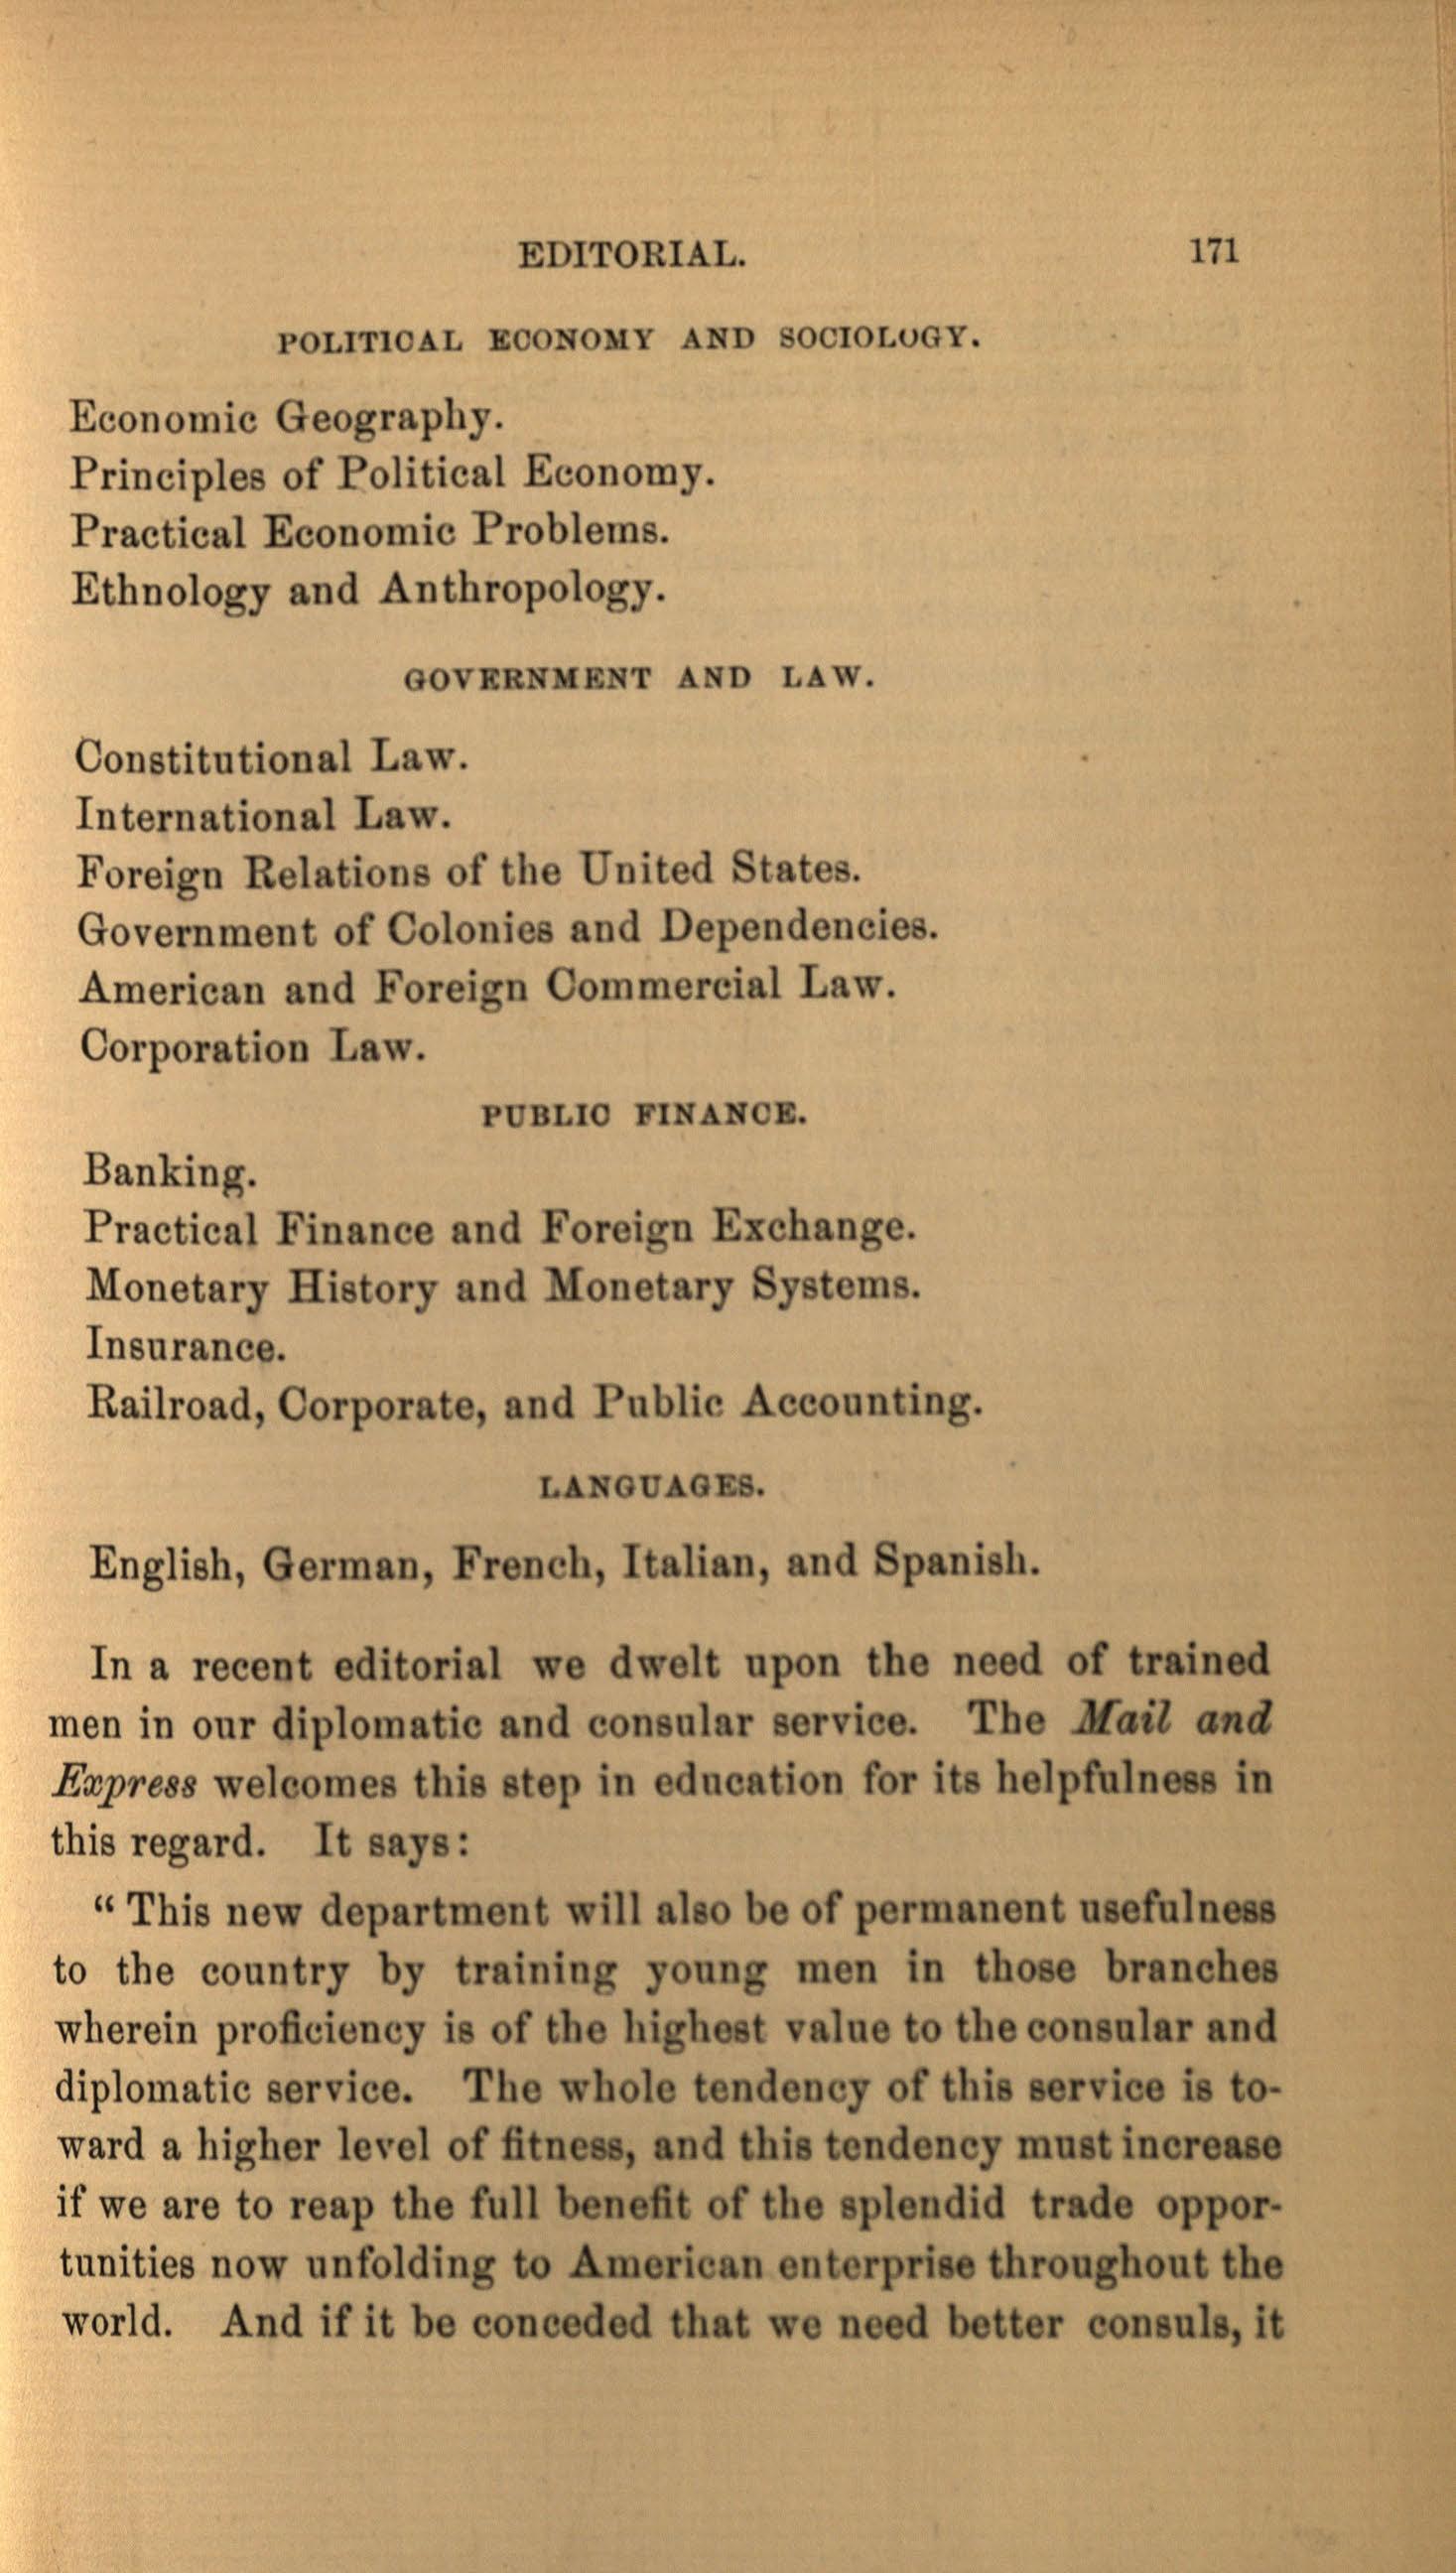 EDITORIAL. 171
POLITICAL ECONOMY AND SOCIOLOGY.
Economic Geography.
Principles of Political Economy.
Practical Economic Problems.
Ethnology and Anthropology.
GOVERNMENT AND LAW.
Constitutional Law.
International Law.
Foreign Relations of the United States.
Government of Colonies and Dependencies.
American and Foreign Commercial Law.
Corporation Law.
PUBLIC FINANCE.
Banking.
Practical Finance and Foreign Exchange.
Monetary History and Monetary Systems.
Insurance.
Railroad, Corporate, and Public Accounting.
LANGUAGES.
English, German, French, Italian, and Spanish.
In a recent editorial we dwelt upon the need of trained
men in our diplomatic and consular service. The Mail and
Express welcomes this step in education for its helpfulness in
this regard. It says:
“This new department will also be of permanent usefulness
to the country by training young men in those branches
wherein proficiency is of the highest value to the consular and
diplomatic service. The whole tendency of this service is to-
ward a higher level of fitness, and this tendency must increase
if we are to reap the full benefit of the splendid trade oppor-
tunities now unfolding to American enterprise throughout the
world. And if it be conceded that we need better consuls, it